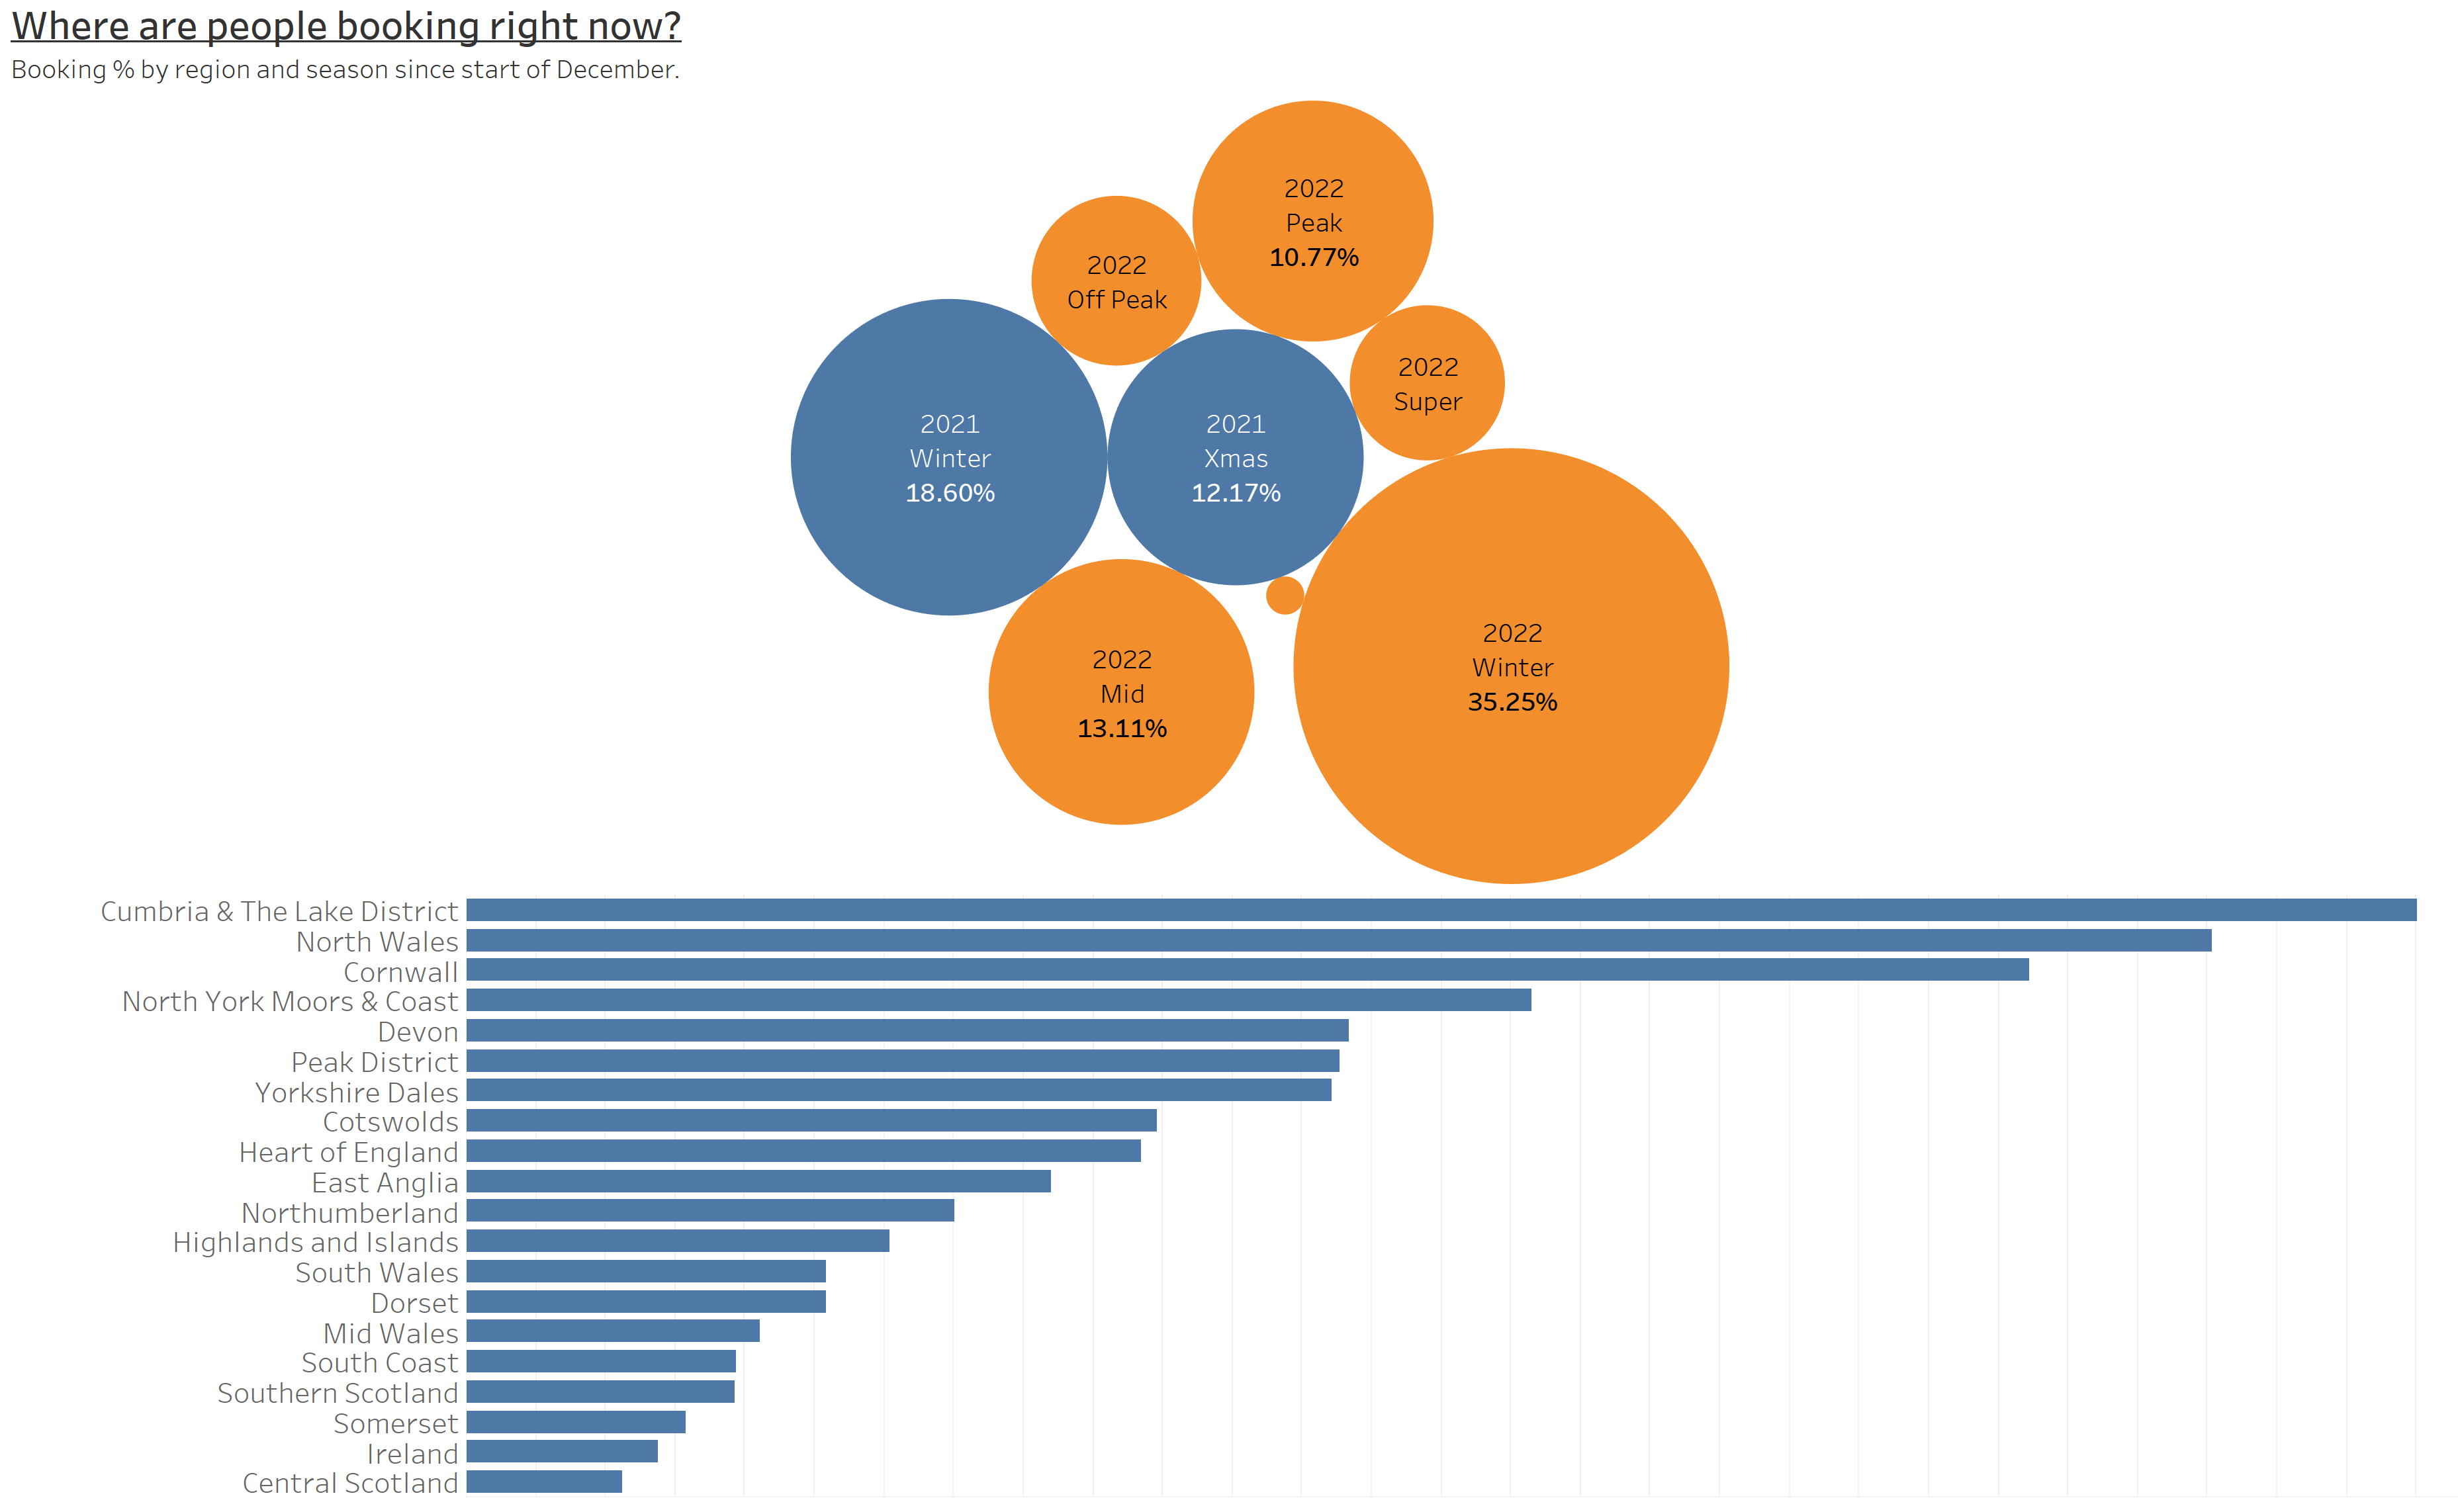 Where are people booking right now?
Booking % by region and season since start of December.
2022
Peak
10.77%
2022
Off Peak
2022
Super
2021
Winter
18.60%
2021
Xmas
12.17%
2022
Mid
13.11%
2022
Winter
35.25%
Cumbria & The Lake District
North Wales
Cornwall
North York Moors & Coast
Devon
Peak District
Yorkshire Dales
Cotswolds
Heart of England
East Anglia
Northumberland
Highlands and Islands
South Wales
Dorset
Mid Wales
South Coast
Southern Scotland
Somerset
Ireland
Central Scotland